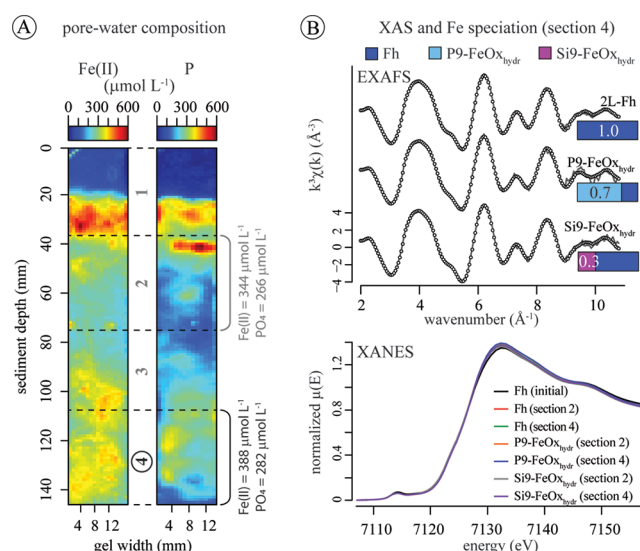 A pore-water composition
Fe(II) P
(μmol L⁻¹)
0 300 600 0 300 600
0
20
40
60
80
100
120
140
sediment depth (mm)
1
2
3
4
Fe(II) = 344 μmol L⁻¹
PO₄ = 266 μmol L⁻¹
Fe(II) = 388 μmol L⁻¹
PO₄ = 282 μmol L⁻¹
4 8 12 4 8 12
gel width (mm)
B XAS and Fe speciation (section 4)
Fh P9-FeOxhydr Si9-FeOxhydr
EXAFS
2L-Fh
1.0
P9-FeOxhydr
0.7
Si9-FeOxhydr
0.3
k³χ(k) (Å⁻³)
4
2
0
−2
−4
2 4 6 8 10
wavenumber (Å⁻¹)
XANES
normalized μ(E)
1.2
0.8
0.4
0
Fh (initial)
Fh (section 2)
Fh (section 4)
P9-FeOxhydr (section 2)
P9-FeOxhydr (section 4)
Si9-FeOxhydr (section 2)
Si9-FeOxhydr (section 4)
7110 7120 7130 7140 7150
energy (eV)